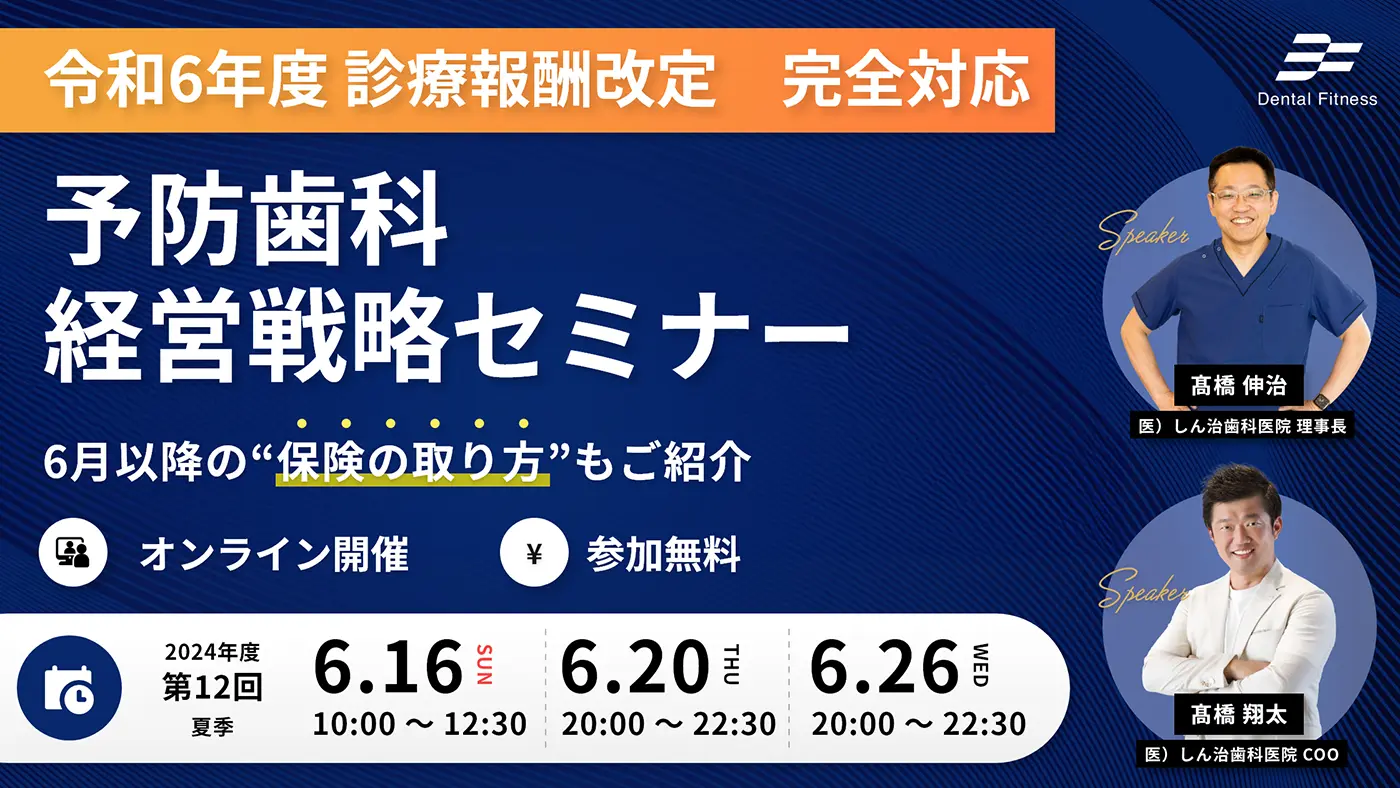 令和6年度 診療報酬改定　完全対応
Dental Fitness
予防歯科
経営戦略セミナー
6月以降の“保険の取り方”もご紹介
オンライン開催
¥
参加無料
2024年度
第12回
夏季
6.16 SUN
10:00 〜 12:30
6.20 THU
20:00 〜 22:30
6.26 WED
20:00 〜 22:30
Speaker
髙橋 伸治
医）しん治歯科医院 理事長
Speaker
髙橋 翔太
医）しん治歯科医院 COO